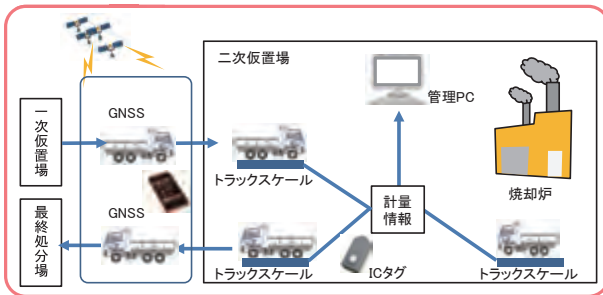 二次仮置場
一次仮置場
GNSS
管理PC
トラックスケール
焼却炉
計量
情報
最終処分場
GNSS
トラックスケール
ICタグ
トラックスケール